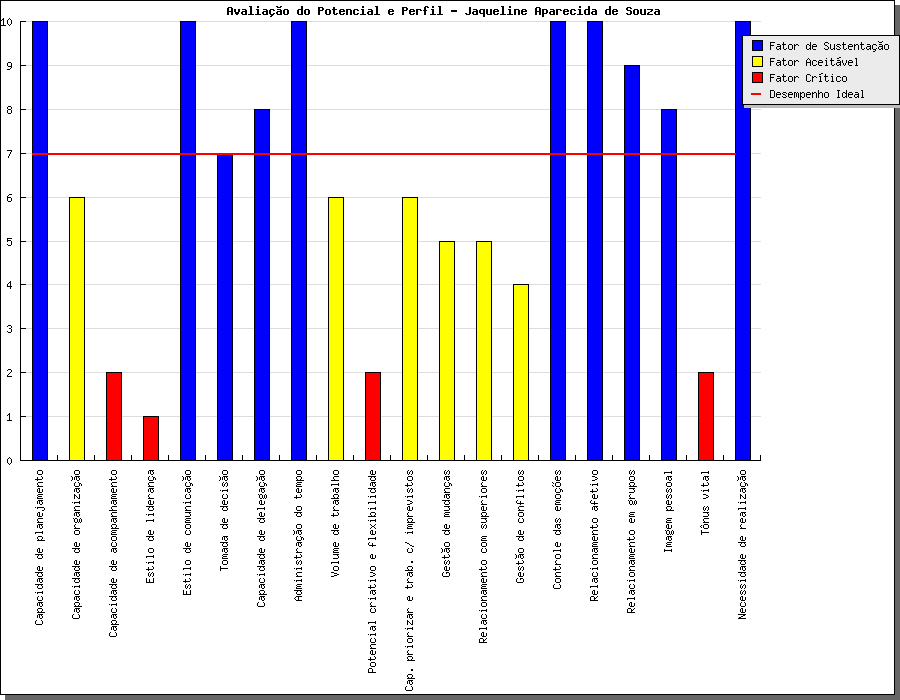 Avaliação do Potencial e Perfil - Jaqueline Aparecida de Souza
Fator de Sustentação
Fator Aceitável
Fator Crítico
Desempenho Ideal
10
9
8
7
6
5
4
3
2
1
0
Capacidade de planejamento
Capacidade de organização
Capacidade de acompanhamento
Estilo de liderança
Estilo de comunicação
Tomada de decisão
Capacidade de delegação
Administração do tempo
Volume de trabalho
Potencial criativo e flexibilidade
Cap. priorizar e trab. c/ imprevistos
Gestão de mudanças
Relacionamento com superiores
Gestão de conflitos
Controle das emoções
Relacionamento afetivo
Relacionamento em grupos
Imagem pessoal
Tônus vital
Necessidade de realização